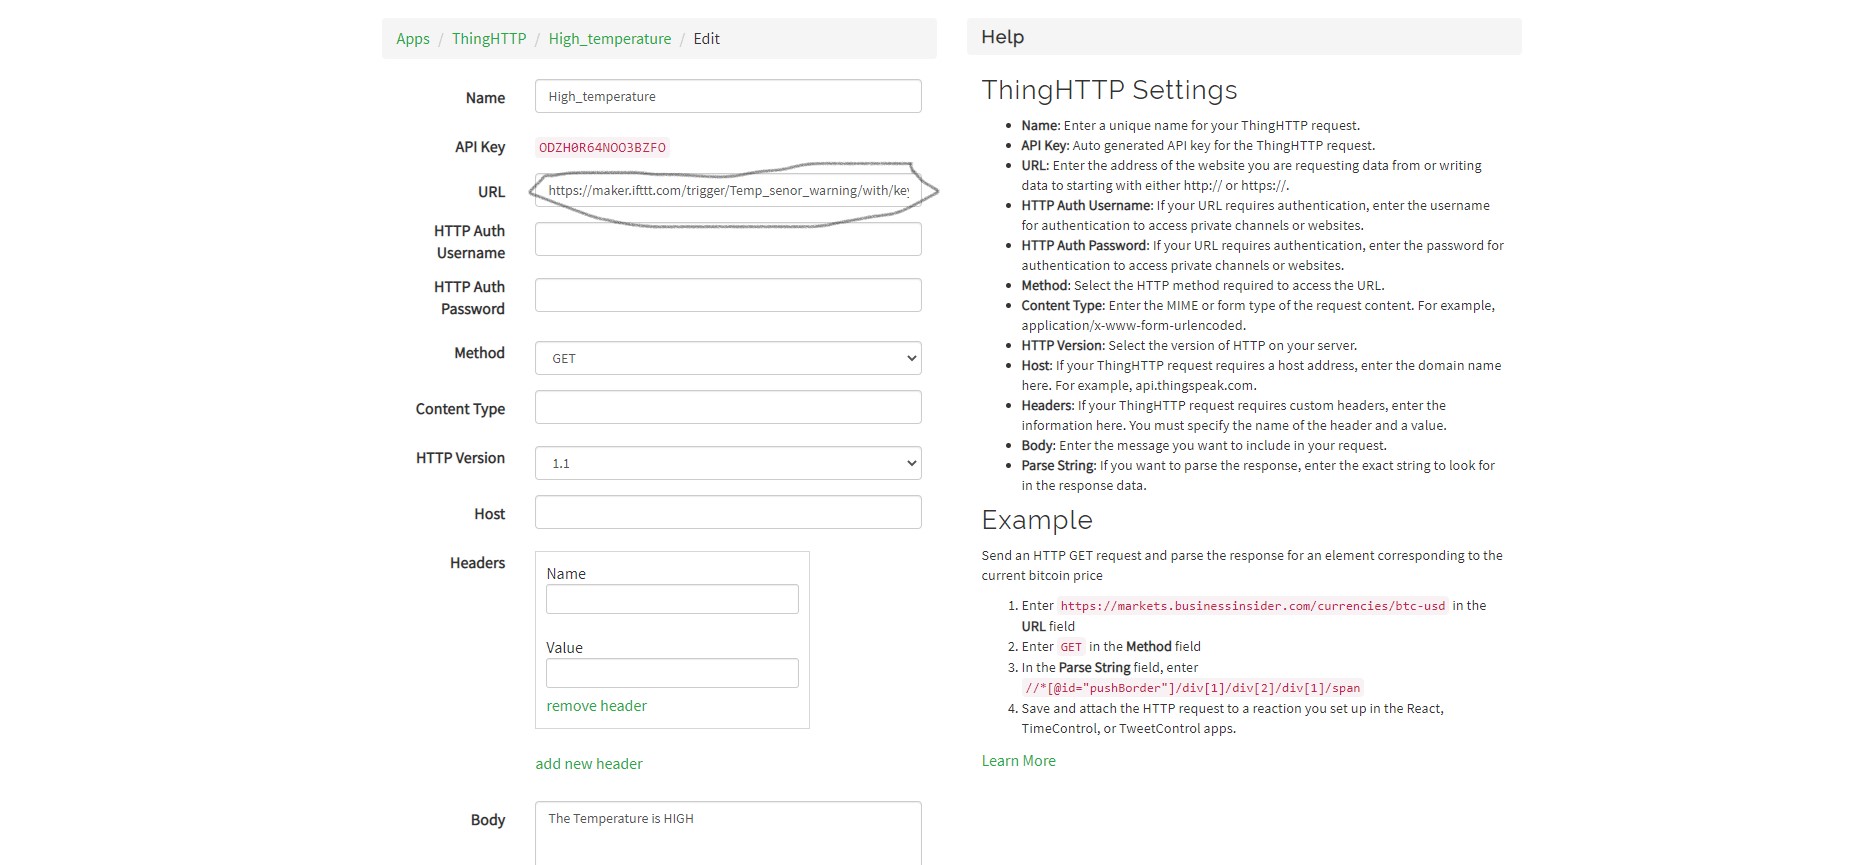 Apps / ThingHTTP / High_temperature / Edit
Name
High_temperature
API Key
ODZH0R64NOO3BZFO
URL
https://maker.ifttt.com/trigger/Temp_senor_warning/with/key
HTTP Auth
Username
HTTP Auth
Password
Method
GET
Content Type
HTTP Version
1.1
Host
Headers
Name
Value
remove header
add new header
Body
The Temperature is HIGH
Help
ThingHTTP Settings
• Name: Enter a unique name for your ThingHTTP request.
• API Key: Auto generated API key for the ThingHTTP request.
• URL: Enter the address of the website you are requesting data from or writing
data to starting with either http:// or https://.
• HTTP Auth Username: If your URL requires authentication, enter the username
for authentication to access private channels or websites.
• HTTP Auth Password: If your URL requires authentication, enter the password for
authentication to access private channels or websites.
• Method: Select the HTTP method required to access the URL.
• Content Type: Enter the MIME or form type of the request content. For example,
application/x-www-form-urlencoded.
• HTTP Version: Select the version of HTTP on your server.
• Host: If your ThingHTTP request requires a host address, enter the domain name
here. For example, api.thingspeak.com.
• Headers: If your ThingHTTP request requires custom headers, enter the
information here. You must specify the name of the header and a value.
• Body: Enter the message you want to include in your request.
• Parse String: If you want to parse the response, enter the exact string to look for
in the response data.
Example
Send an HTTP GET request and parse the response for an element corresponding to the
current bitcoin price
1. Enter https://markets.businessinsider.com/currencies/btc-usd in the
URL field
2. Enter GET in the Method field
3. In the Parse String field, enter
//*[@id="pushBorder"]/div[1]/div[2]/div[1]/span
4. Save and attach the HTTP request to a reaction you set up in the React,
TimeControl, or TweetControl apps.
Learn More